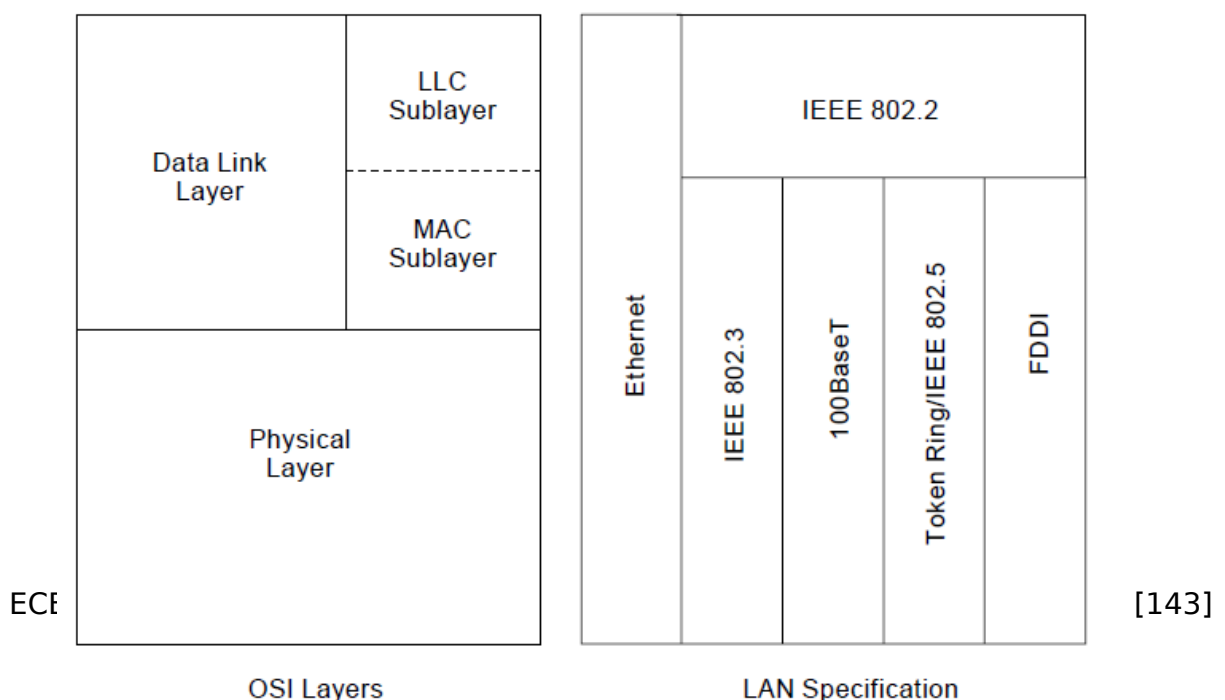 LLC
Sublayer
Data Link
Layer
MAC
Sublayer
Physical
Layer
OSI Layers
Ethernet
IEEE 802.2
IEEE 802.3
100BaseT
Token Ring/IEEE 802.5
FDDI
LAN Specification
[143]